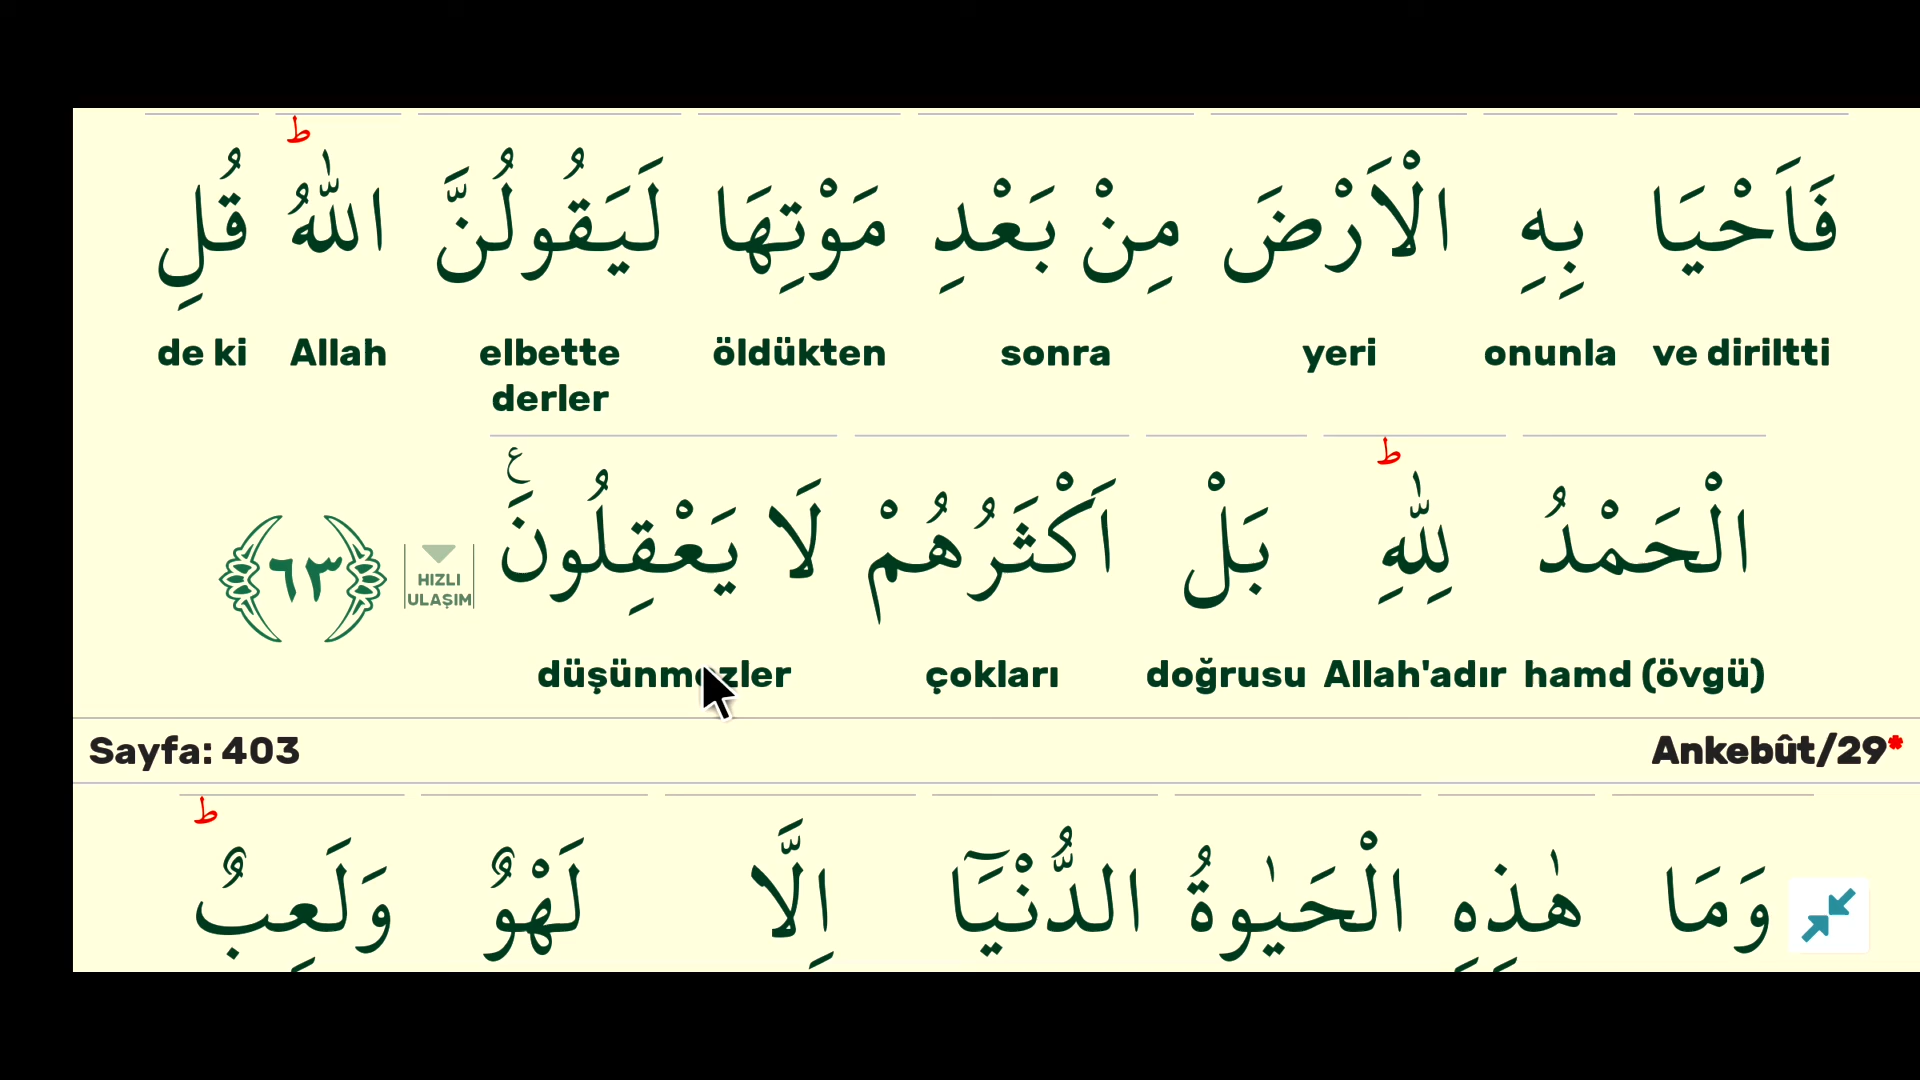 فَاَحْيَا بِهِ الْاَرْضَ مِنْ بَعْدِ مَوْتِهَا لَيَقُولُنَّ اللّٰهُ ط قُلِ
ve diriltti onunla yeri sonra öldükten elbette derler Allah de ki
الْحَمْدُ لِلّٰهِ ط بَلْ اَكْثَرُهُمْ لَا يَعْقِلُونَ ع HIZLI ULAŞIM ﴿٦٣﴾
hamd (övgü) Allah'adır doğrusu çokları düşünmezler
Sayfa: 403 Ankebût/29*
وَمَا هٰذِهِ الْحَيٰوةُ الدُّنْيَٓا اِلَّا لَهْوٌ وَلَعِبٌ ط